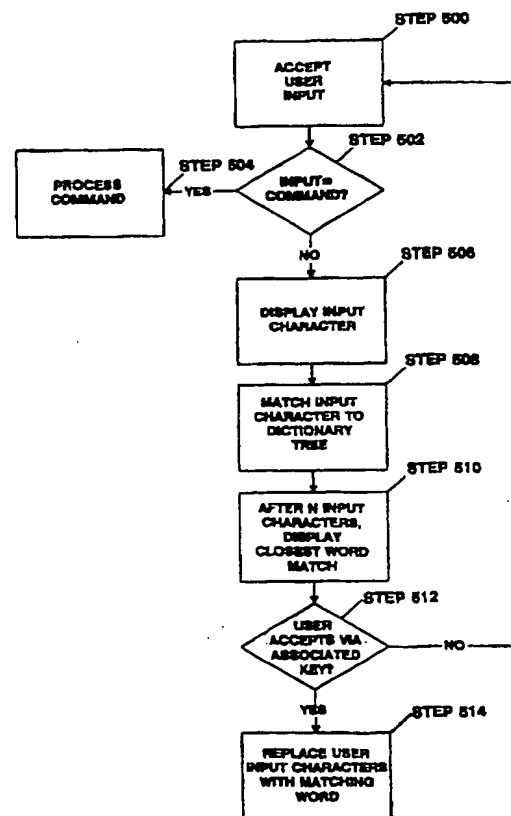 STEP 500
ACCEPT
USER
INPUT
STEP 502
INPUT=
COMMAND?
YES
STEP 504
PROCESS
COMMAND
NO
STEP 506
DISPLAY INPUT
CHARACTER
STEP 508
MATCH INPUT
CHARACTER TO
DICTIONARY
TREE
STEP 510
AFTER N INPUT
CHARACTERS,
DISPLAY
CLOSEST WORD
MATCH
STEP 512
USER
ACCEPTS VIA
ASSOCIATED
KEY?
NO
YES
STEP 514
REPLACE USER
INPUT CHARACTERS
WITH MATCHING
WORD